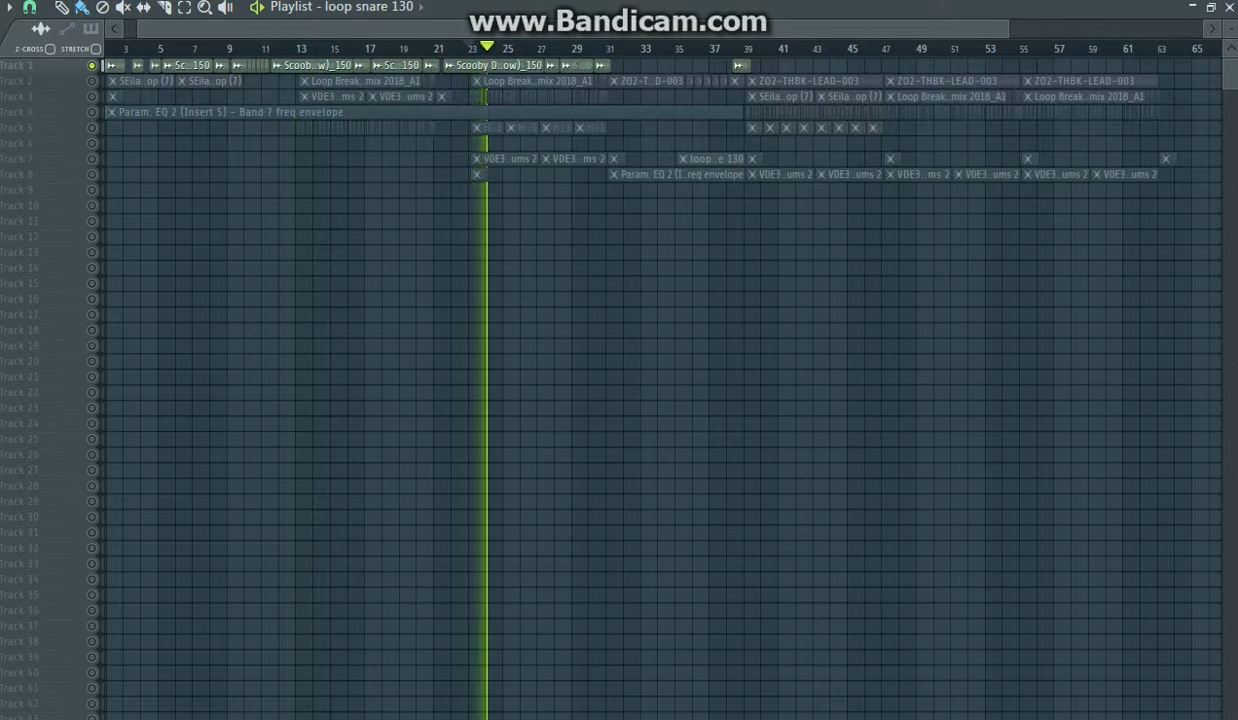 Playlist - loop snare 130
www.Bandicam.com
Z-CROSS STRETCH
3 5 7 9 11 13 15 17 19 21 23 25 27 29 31 33 35 37 39 41 43 45 47 49 51 53 55 57 59 61 63 65
Track 1 Sc...150 Scoob..w)_150 Sc...150 Scooby D..ow)_150
Track 2 SEila..op (7) SEila..op (7) Loop Break..mix 2018_A1 Loop Break..mix 2018_A1 ZO2-T..D-003 ZO2-THBK-LEAD-003 ZO2-THBK-LEAD-003 ZO2-THBK-LEAD-003
Track 3 VDE3..ms 2 VDE3..ums 2 SEila..op (7) SEila..op (7) Loop Break..mix 2018_A1 Loop Break..mix 2018_A1
Track 4 Param. EQ 2 (Insert 5) - Band 7 freq envelope
Track 5
Track 6
Track 7 VDE3..ums 2 VDE3..ms 2 loop..e 130
Track 8 Param. EQ 2 (I..req envelope VDE3..ums 2 VDE3..ums 2 VDE3..ms 2 VDE3..ums 2 VDE3..ums 2 VDE3..ums 2
Track 9
Track 10
Track 11
Track 12
Track 13
Track 14
Track 15
Track 16
Track 17
Track 18
Track 19
Track 20
Track 21
Track 22
Track 23
Track 24
Track 25
Track 26
Track 27
Track 28
Track 29
Track 30
Track 31
Track 32
Track 33
Track 34
Track 35
Track 36
Track 37
Track 38
Track 39
Track 40
Track 41
Track 42